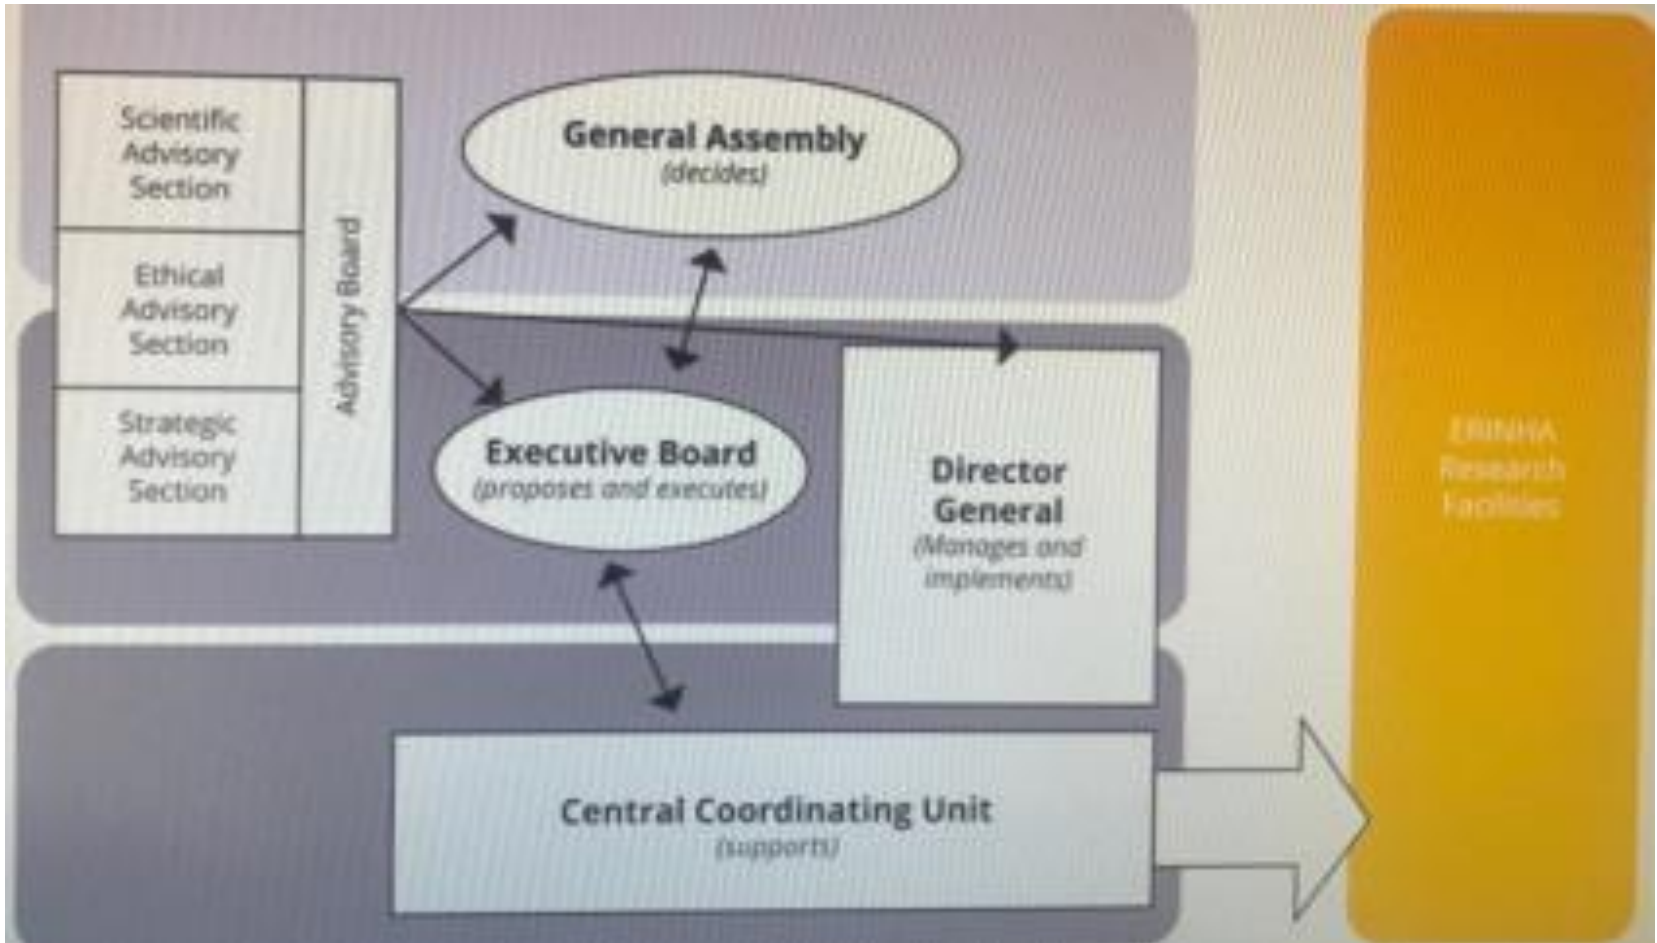 Scientific
Advisory
Section
Ethical
Advisory
Section
Strategic
Advisory
Section
Advisory Board
General Assembly
(decides)
Executive Board
(proposes and executes)
Director
General
(Manages and
implements)
Central Coordinating Unit
(supports)
ERINHA
Research
Facilities